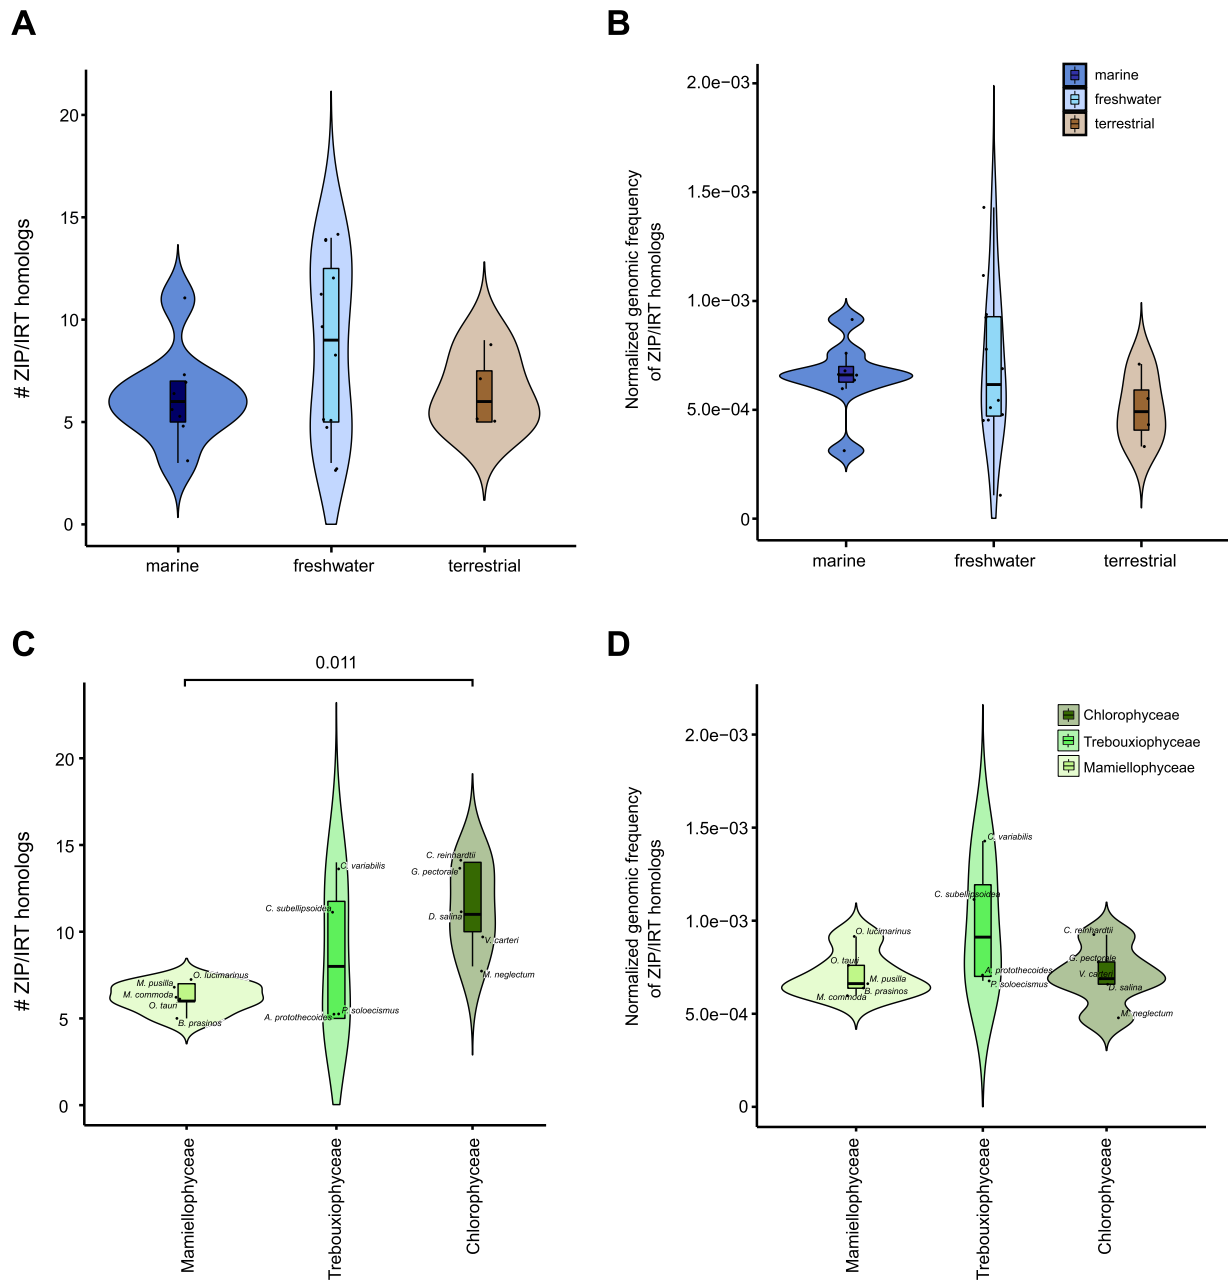 A
# ZIP/IRT homologs
20
15
10
5
0
marine
freshwater
terrestrial
B
Normalized genomic frequency
of ZIP/IRT homologs
2.0e−03
1.5e−03
1.0e−03
5.0e−04
0
marine
freshwater
terrestrial
marine
freshwater
terrestrial
C
0.011
# ZIP/IRT homologs
20
15
10
5
0
C. variabilis
C. subellipsoidea
A. protothecoides
P. soloecismus
C. reinhardtii
G. pectorale
D. salina
V. carteri
M. neglectum
O. lucimarinus
M. pusilla
M. commoda
O. tauri
B. prasinos
Mamiellophyceae
Trebouxiophyceae
Chlorophyceae
D
Normalized genomic frequency
of ZIP/IRT homologs
2.0e−03
1.5e−03
1.0e−03
5.0e−04
0
Chlorophyceae
Trebouxiophyceae
Mamiellophyceae
C. variabilis
C. subellipsoidea
A. protothecoides
P. soloecismus
O. lucimarinus
O. tauri
M. pusilla
B. prasinos
M. commoda
C. reinhardtii
G. pectorale
V. carteri
D. salina
M. neglectum
Mamiellophyceae
Trebouxiophyceae
Chlorophyceae